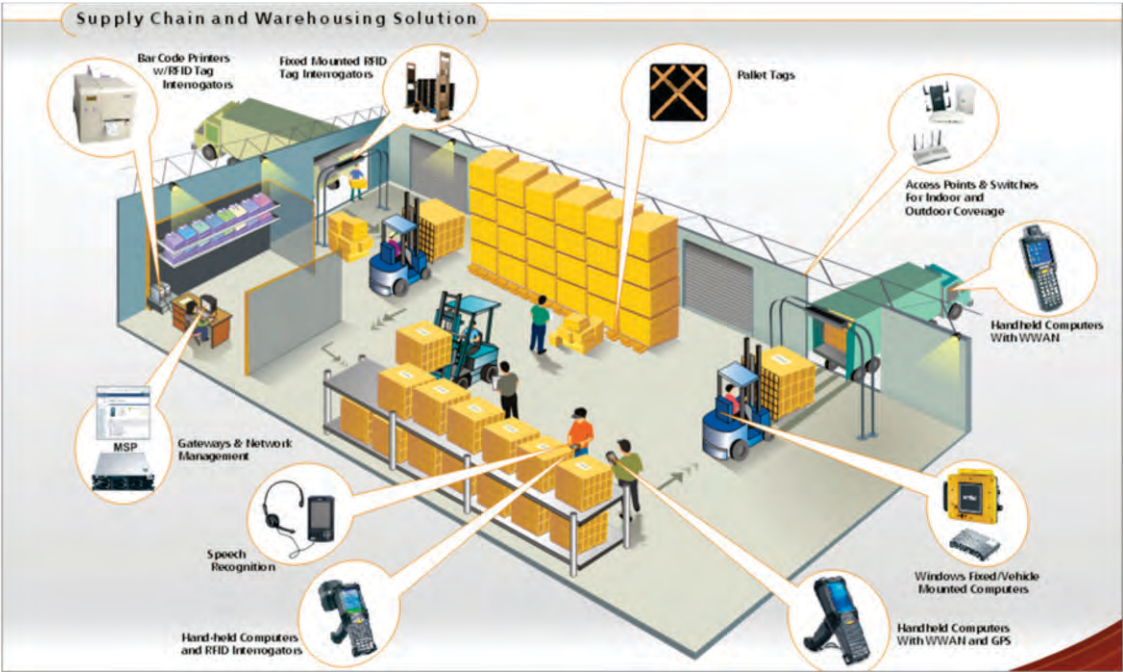 Supply Chain and Warehousing Solution
Bar Code Printers
w/RFID Tag
Interrogators
Fixed Mounted RFID
Tag Interrogators
Pallet Tags
Access Points & Switches
For Indoor and
Outdoor Coverage
Handheld Computers
With WWAN
MSP
Gateways & Network
Management
Speech
Recognition
Windows Fixed/Vehicle
Mounted Computers
Hand-held Computers
and RFID Interrogators
Handheld Computers
With WWAN and GPS